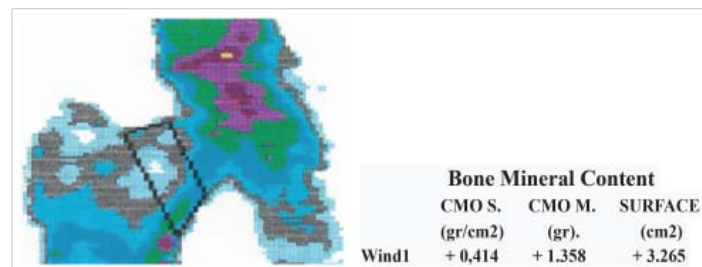 Bone Mineral Content
CMO S. CMO M. SURFACE
(gr/cm2) (gr). (cm2)
Wind1 + 0,414 + 1.358 + 3.265